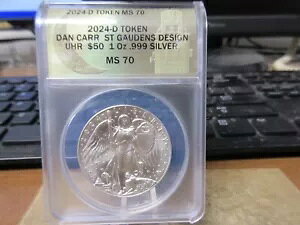 2024-D TOKEN MS 70
2024-D TOKEN
DAN CARR ST GAUDENS DESIGN
UHR $50 1 Oz .999 SILVER
MS 70